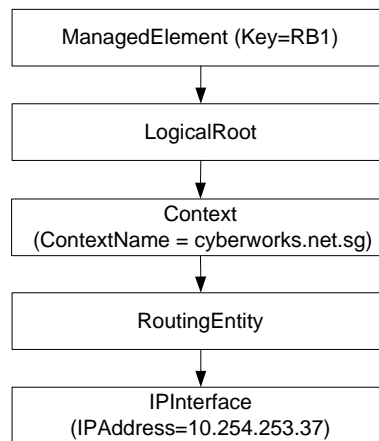 ManagedElement (Key=RB1)
LogicalRoot
Context
(ContextName = cyberworks.net.sg)
RoutingEntity
IPInterface
(IPAddress=10.254.253.37)